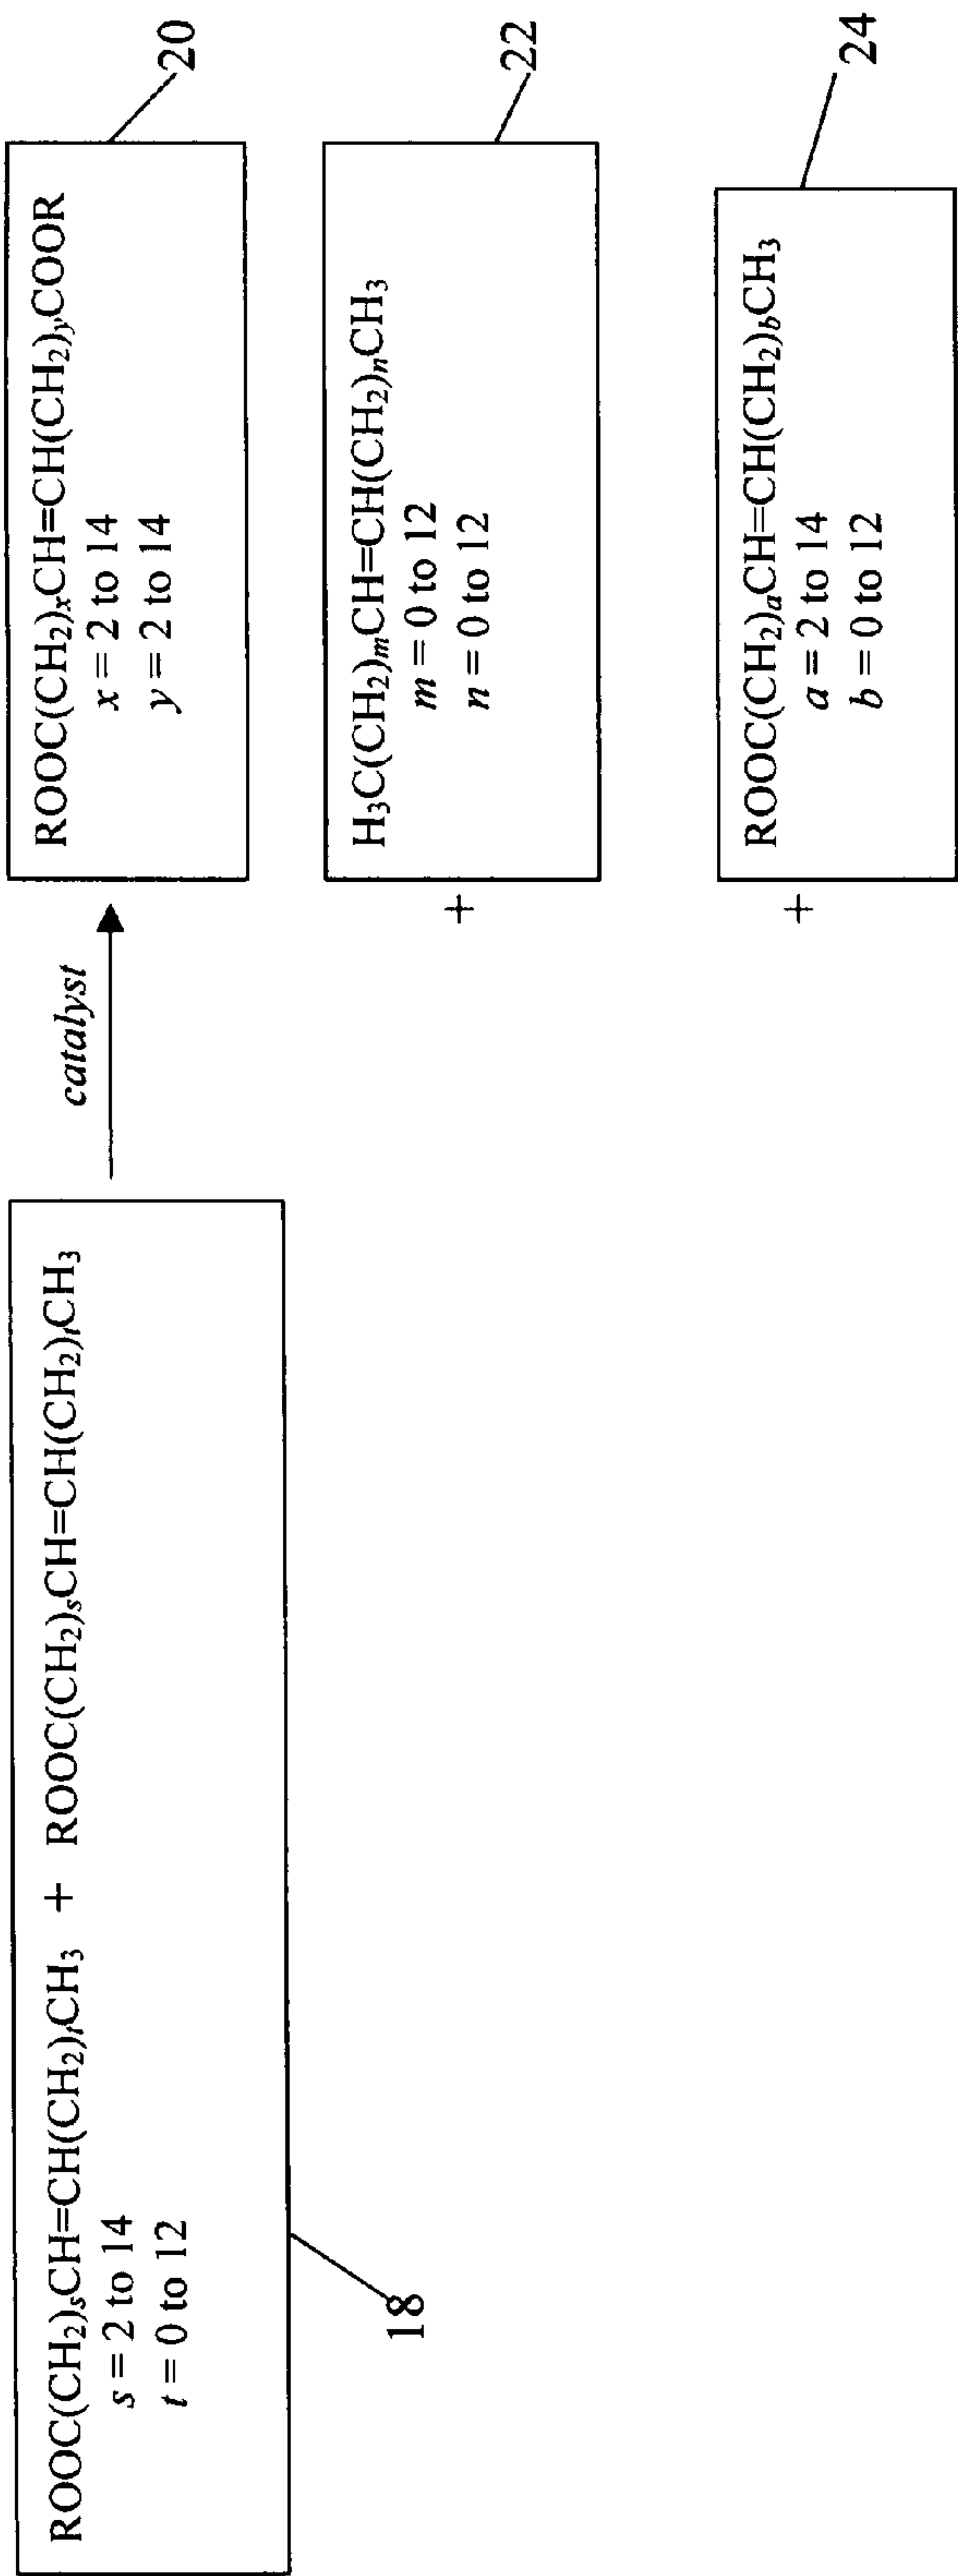 ROOC(CH₂)ₛCH=CH(CH₂)ₜCH₃ + ROOC(CH₂)ₛCH=CH(CH₂)ₜCH₃
s = 2 to 14
t = 0 to 12
18
catalyst
ROOC(CH₂)ₓCH=CH(CH₂)yCOOR
x = 2 to 14
y = 2 to 14
20
+
H₃C(CH₂)ₘCH=CH(CH₂)ₙCH₃
m = 0 to 12
n = 0 to 12
22
+
ROOC(CH₂)ₐCH=CH(CH₂)bCH₃
a = 2 to 14
b = 0 to 12
24